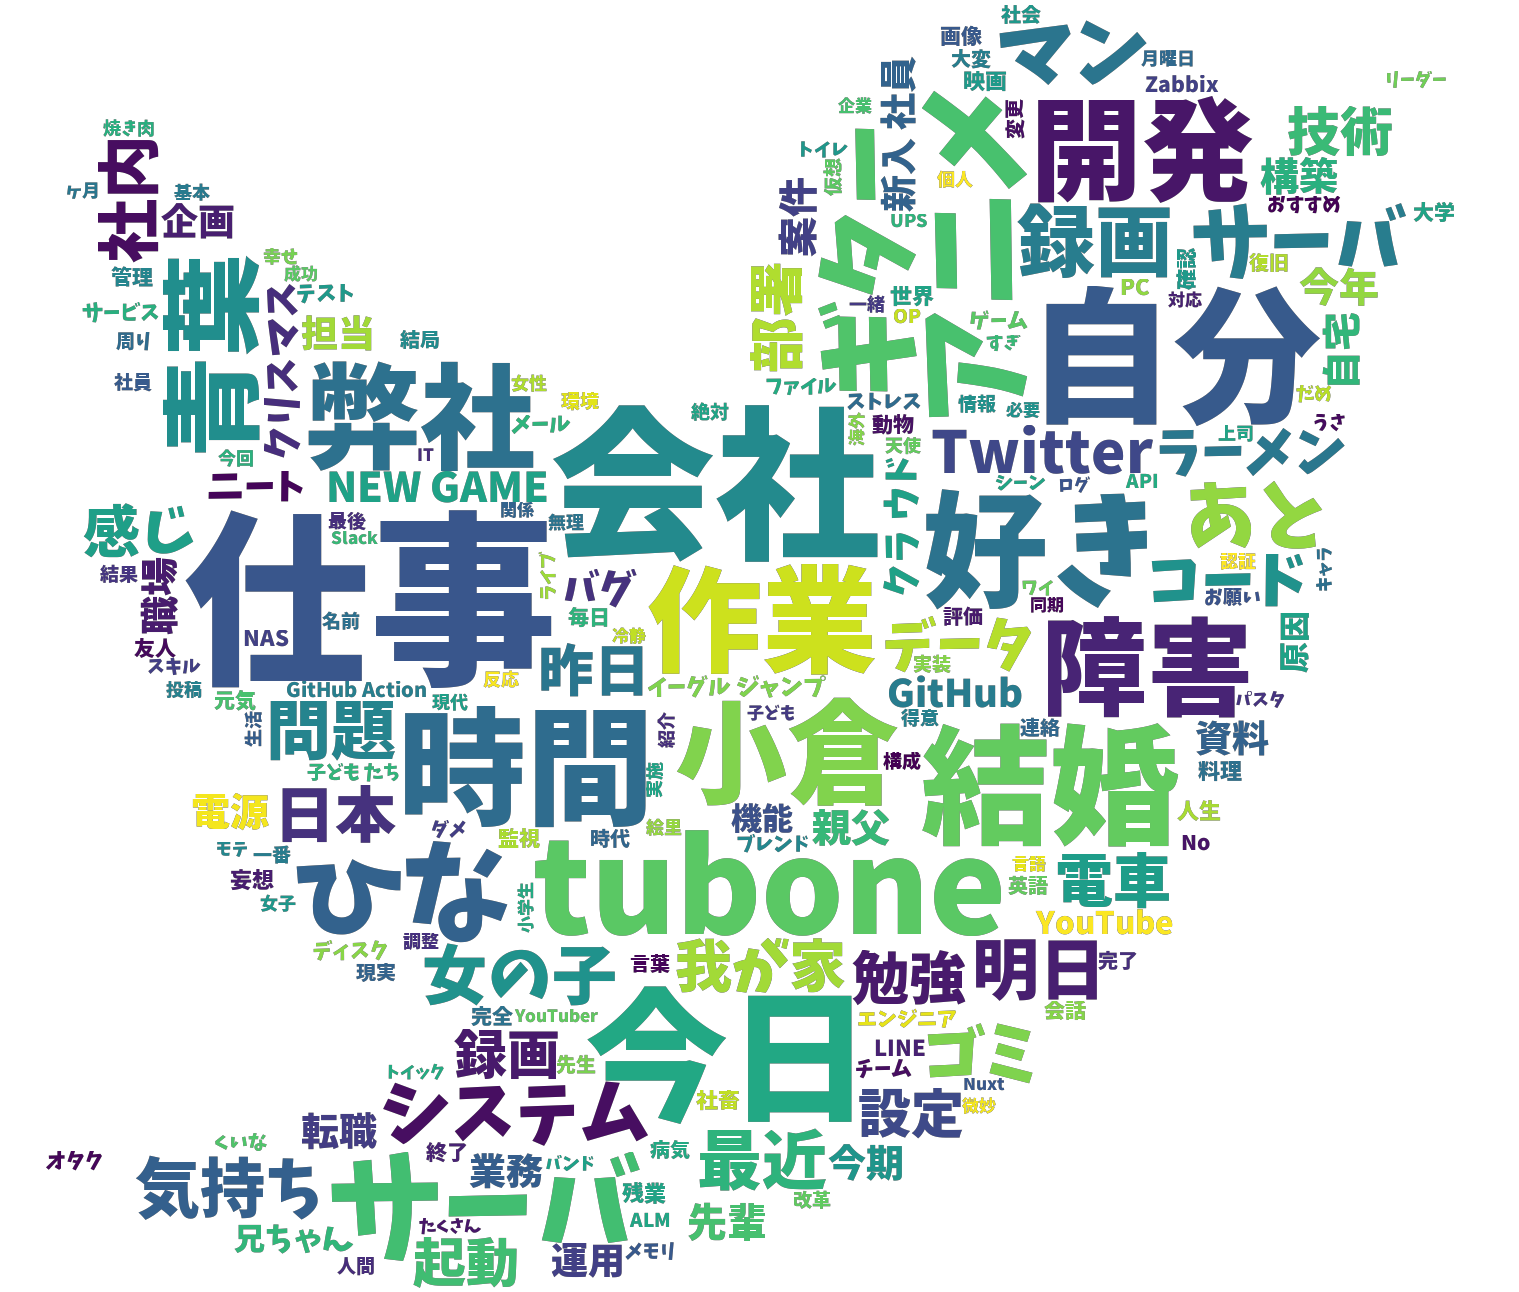 社会
マン
画像
大変
月曜日
映画
Zabbix
リーダー
社員
企業
アニメ
変更
開発
技術
焼き肉
社内
トイレ
仮想
新入
個人
構築
ケ月
基本
企画
案件
ギター
UPS
録画
サーバ
おすすめ
大学
管理
青葉
幸せ
成功
部署
確認
復旧
今年
サービス
クリスマス
テスト
一緒
世界
PC
対応
OP
周り
担当
結局
ゲーム
すぎ
自分
自宅
社員
弊社
女性
環境
ファイル
ストレス
情報
必要
だめ
メール
絶対
会社
海外
動物
天使
Twitter
ラーメン
上司
うさ
今回
IT
ニート
NEW GAME
クラウド
シーン
ログ
API
感じ
仕事
最後
関係
無理
Slack
好き
あと
結果
職場
ライブ
バグ
作業
認証
キャラ
ワイ
コード
お願い
NAS
名前
毎日
冷静
評価
同期
友人
スキル
昨日
データ
実装
障害
原因
投稿
元気
GitHub Action
現代
反応
イーグル ジャンプ
GitHub
パスタ
生活
問題
時間
紹介
小倉
子ども
得意
連絡
資料
子ども たち
実施
構成
結婚
料理
電源
日本
ダメ
監視
時代
絵里
機能
ブレンド
親父
人生
No
モテ
一番
妄想
女子
ひな
小学生
tubone
言語
英語
電車
YouTube
ディスク
調整
現実
女の子
言葉
我が家
勉強
明日
完了
完全
YouTuber
今日
エンジニア
会話
録画
先生
LINE
チーム
ゴミ
トイック
システム
社畜
設定
Nuxt
微妙
くいな
転職
オタク
終了
業務
バンド
病気
最近
今期
気持ち
サーバ
残業
改革
たくさん
ALM
先輩
兄ちゃん
人間
起動
運用
メモリ